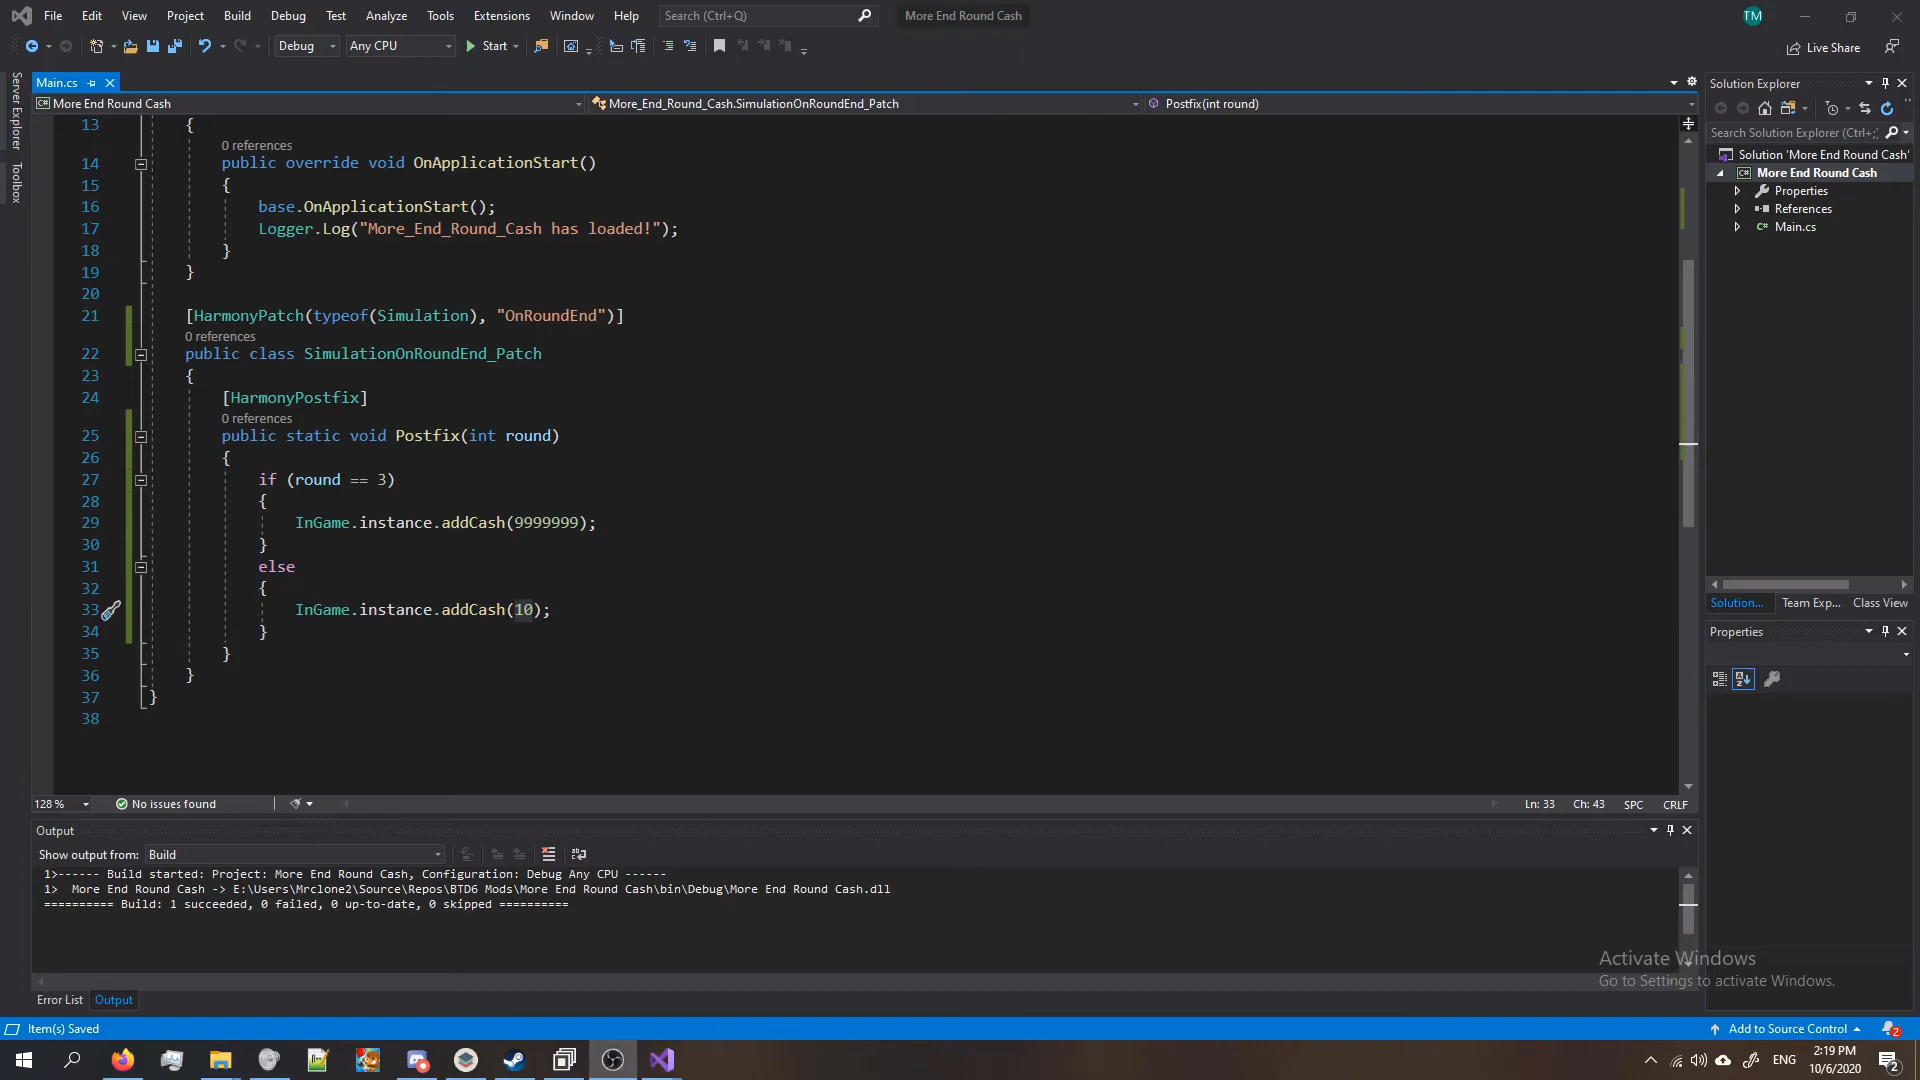 File Edit View Project Build Debug Test Analyze Tools Extensions Window Help Search (Ctrl+Q) More End Round Cash TM
Debug Any CPU Start Live Share
Server Explorer
Toolbox
Main.cs
More End Round Cash More_End_Round_Cash.SimulationOnRoundEnd_Patch Postfix(int round)
13 {
0 references
14 public override void OnApplicationStart()
15 {
16 base.OnApplicationStart();
17 Logger.Log("More_End_Round_Cash has loaded!");
18 }
19 }
20
21 [HarmonyPatch(typeof(Simulation), "OnRoundEnd")]
0 references
22 public class SimulationOnRoundEnd_Patch
23 {
24 [HarmonyPostfix]
0 references
25 public static void Postfix(int round)
26 {
27 if (round == 3)
28 {
29 InGame.instance.addCash(9999999);
30 }
31 else
32 {
33 InGame.instance.addCash(10);
34 }
35 }
36 }
37 }
38
128 % No issues found Ln: 33 Ch: 43 SPC CRLF
Output
Show output from: Build
1>------ Build started: Project: More End Round Cash, Configuration: Debug Any CPU ------
1> More End Round Cash -> E:\Users\Mrclone2\Source\Repos\BTD6 Mods\More End Round Cash\bin\Debug\More End Round Cash.dll
========== Build: 1 succeeded, 0 failed, 0 up-to-date, 0 skipped ==========
Error List Output
Solution Explorer
Search Solution Explorer (Ctrl+;)
Solution 'More End Round Cash'
C# More End Round Cash
Properties
References
C# Main.cs
Solution... Team Exp... Class View
Properties
Activate Windows
Go to Settings to activate Windows.
Item(s) Saved Add to Source Control 2
ENG 2:19 PM
10/6/2020 2